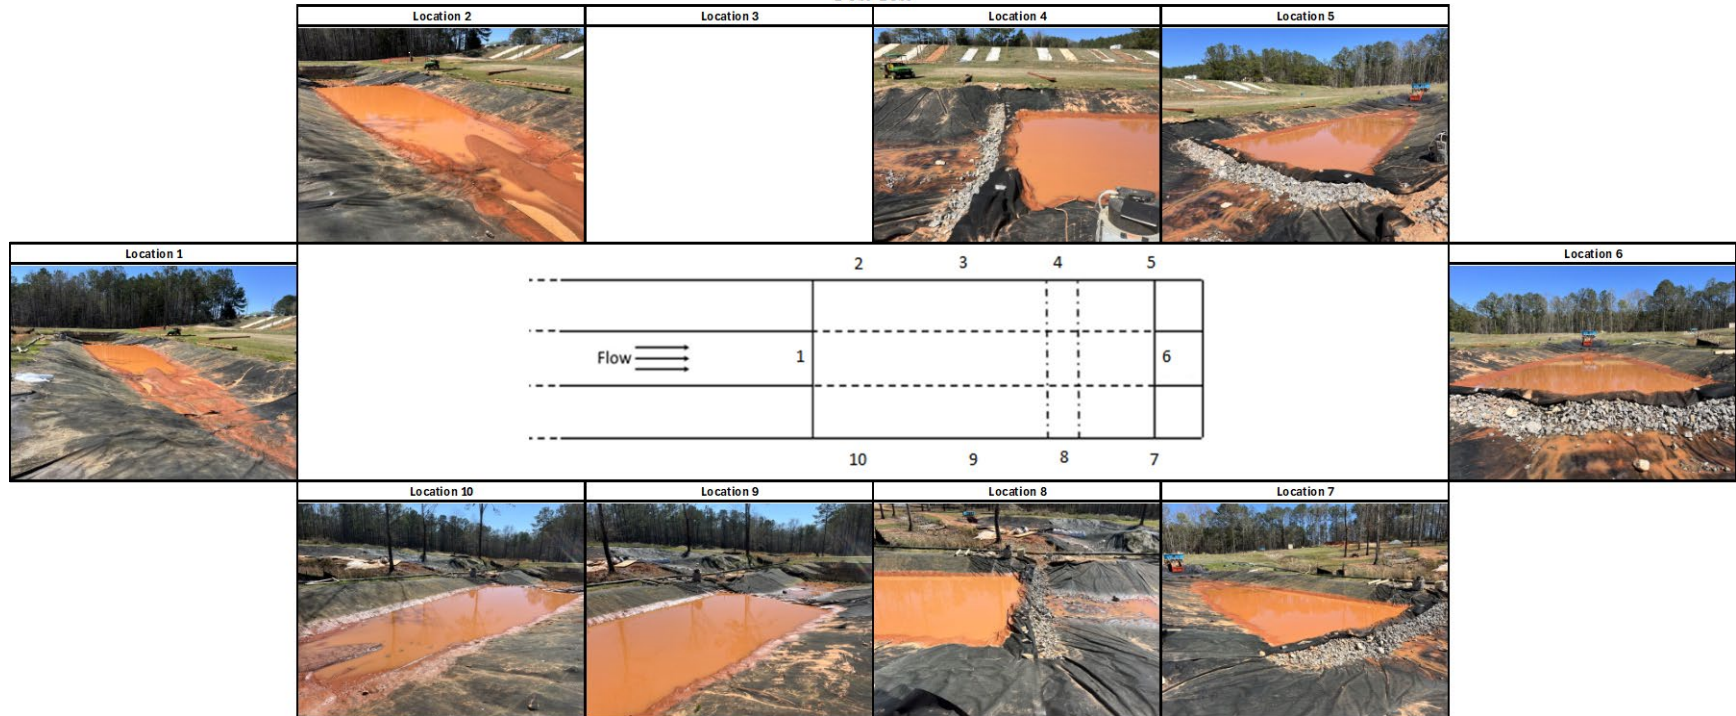 Location 2
Location 3
Location 4
Location 5
Location 1
Location 6
2
3
4
5
Flow
1
6
10
9
8
7
Location 10
Location 9
Location 8
Location 7